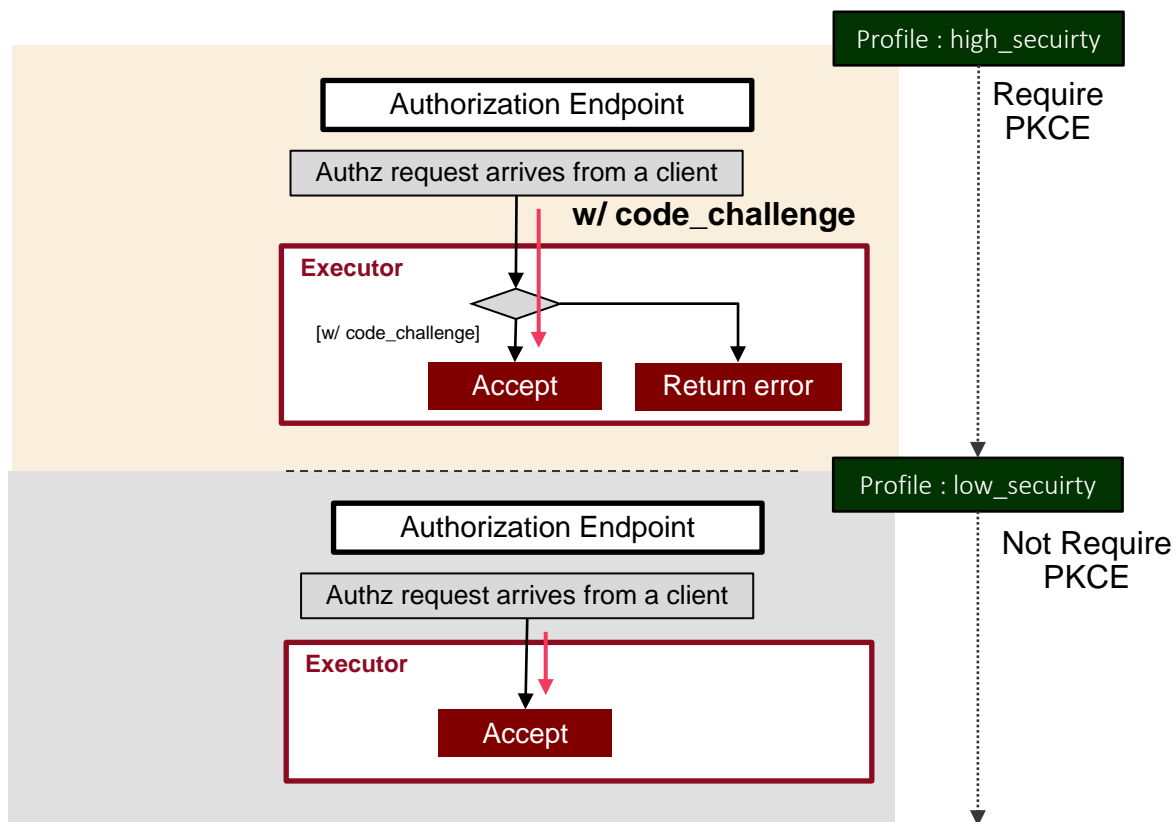 Profile : high_secuirty
Require
PKCE
Authorization Endpoint
Authz request arrives from a client
w/ code_challenge
Executor
[w/ code_challenge]
Accept
Return error
Profile : low_secuirty
Not Require
PKCE
Authorization Endpoint
Authz request arrives from a client
Executor
Accept